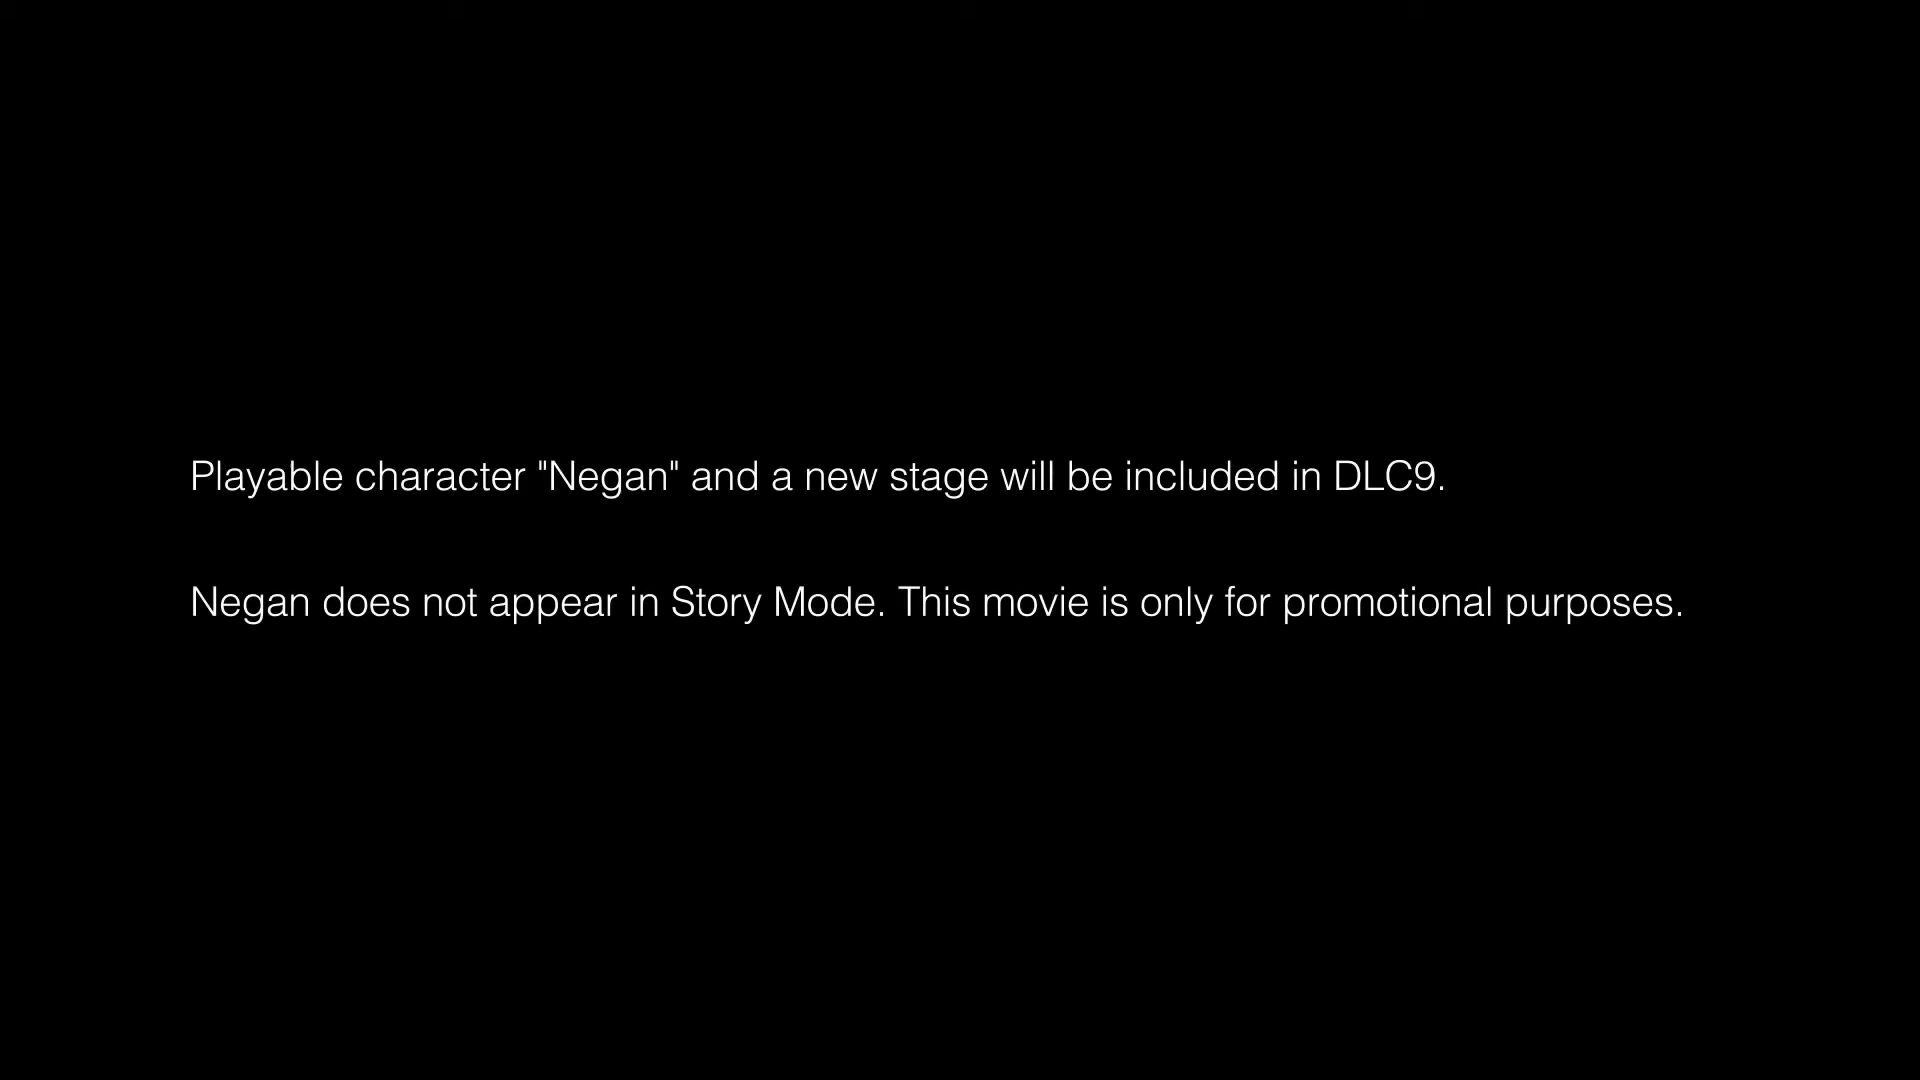 Playable character "Negan" and a new stage will be included in DLC9.
Negan does not appear in Story Mode. This movie is only for promotional purposes.